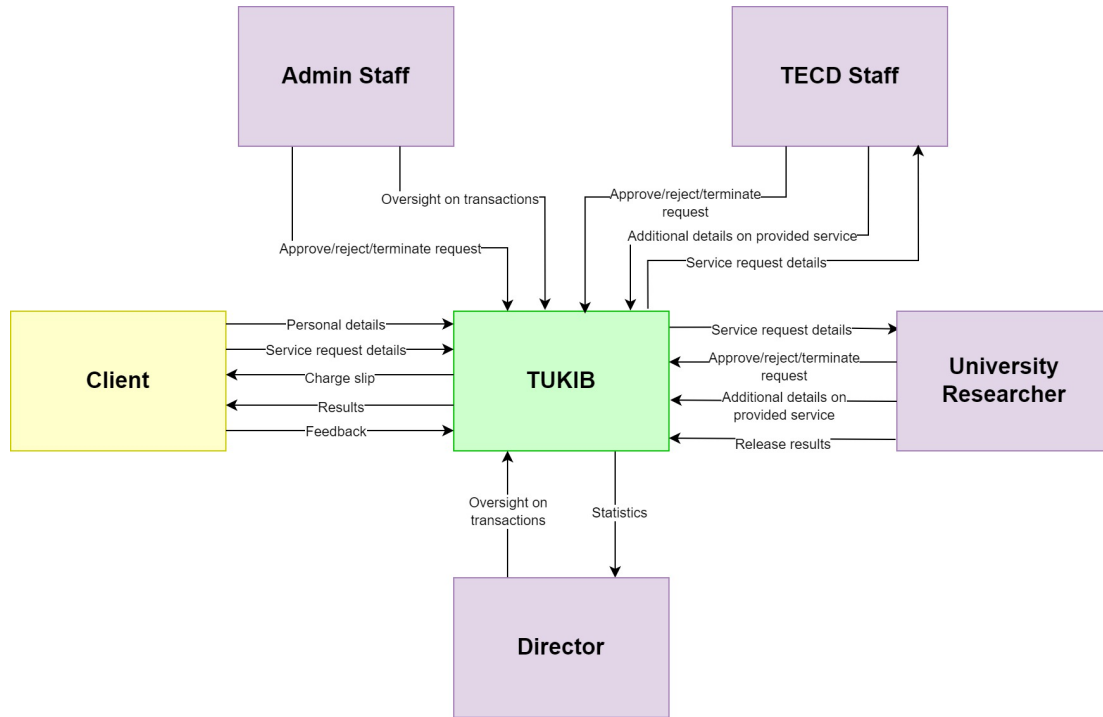 Admin Staff
TECD Staff
Oversight on transactions
Approve/reject/terminate
request
Additional details on provided service
Approve/reject/terminate request
Service request details
Client
Personal details
Service request details
Charge slip
Results
Feedback
TUKIB
Service request details
Approve/reject/terminate
request
Additional details on
provided service
Release results
University
Researcher
Oversight on
transactions
Statistics
Director